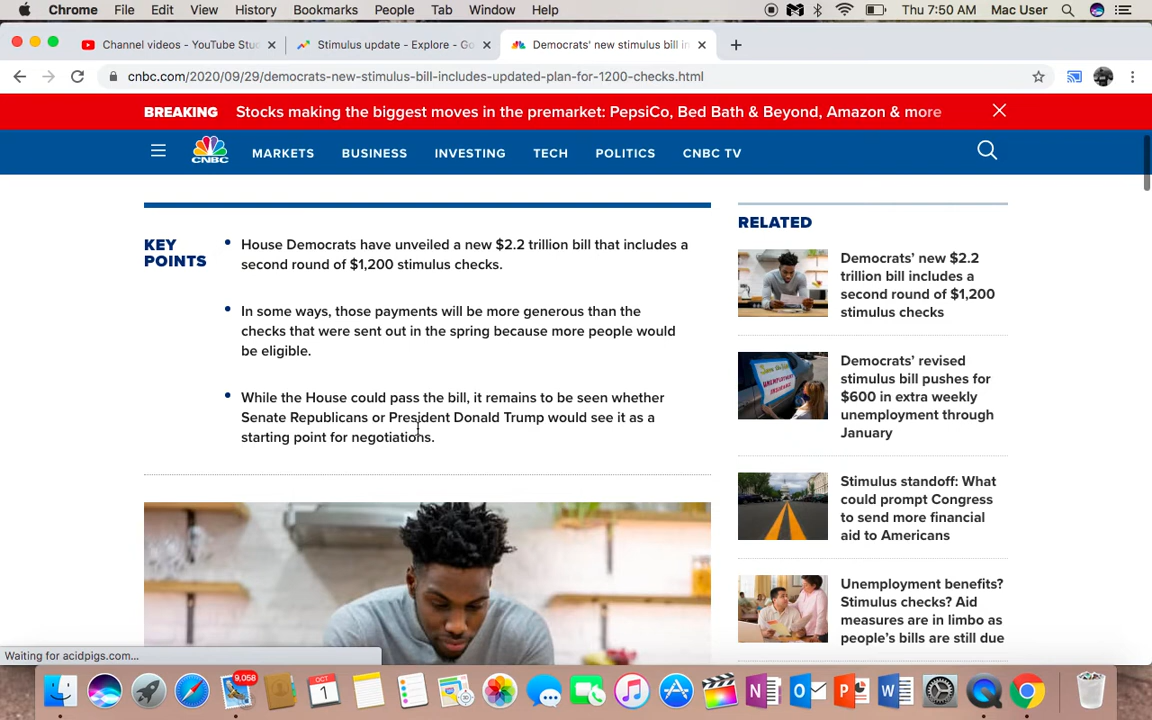 Chrome File Edit View History Bookmarks People Tab Window Help Thu 7:50 AM Mac User
Channel videos - YouTube Stu
Stimulus update - Explore - Go
Democrats' new stimulus bill in
cnbc.com/2020/09/29/democrats-new-stimulus-bill-includes-updated-plan-for-1200-checks.html
BREAKING Stocks making the biggest moves in the premarket: PepsiCo, Bed Bath & Beyond, Amazon & more
CNBC MARKETS BUSINESS INVESTING TECH POLITICS CNBC TV
KEY
POINTS
House Democrats have unveiled a new $2.2 trillion bill that includes a
second round of $1,200 stimulus checks.
In some ways, those payments will be more generous than the
checks that were sent out in the spring because more people would
be eligible.
While the House could pass the bill, it remains to be seen whether
Senate Republicans or President Donald Trump would see it as a
starting point for negotiations.
RELATED
Democrats’ new $2.2
trillion bill includes a
second round of $1,200
stimulus checks
Democrats’ revised
stimulus bill pushes for
$600 in extra weekly
unemployment through
January
Stimulus standoff: What
could prompt Congress
to send more financial
aid to Americans
Unemployment benefits?
Stimulus checks? Aid
measures are in limbo as
people’s bills are still due
Waiting for acidpigs.com...
9,058
OCT
1